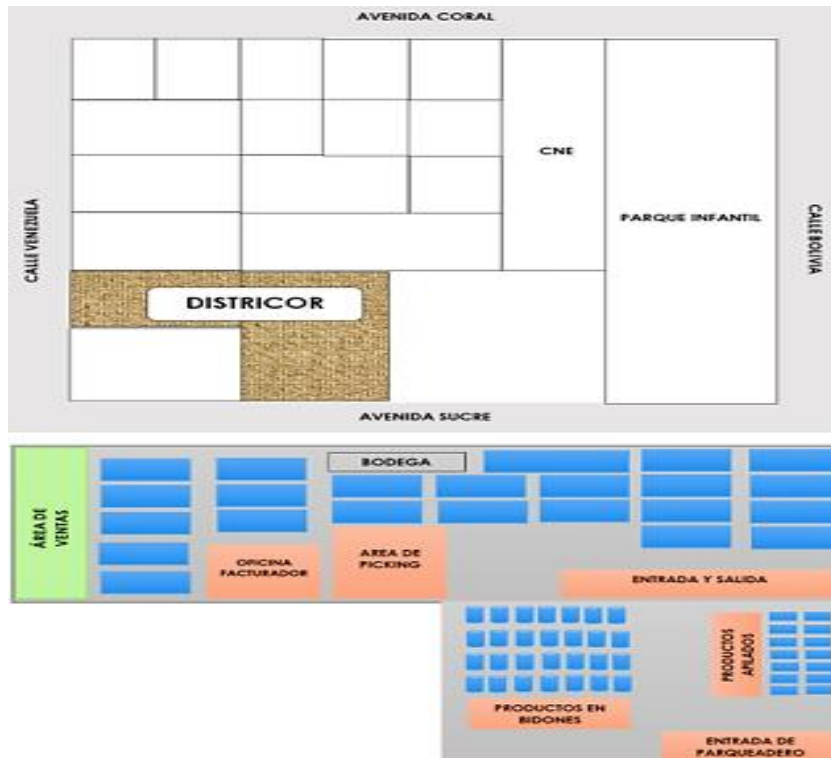 AVENIDA CORAL
CNE
CALLE VENEZUELA
PARQUE INFANTIL
CALLE BOLIVIA
DISTRICOR
AVENIDA SUCRE
BODEGA
ÁREA DE
VENTAS
OFICINA
FACTURADOR
AREA DE
PICKING
ENTRADA Y SALIDA
PRODUCTOS
APILADOS
PRODUCTOS EN
BIDONES
ENTRADA DE
PARQUEADERO